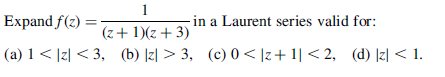 Expand f(z) = 1/((z + 1)(z + 3)) in a Laurent series valid for:
(a) 1 < |z| < 3, (b) |z| > 3, (c) 0 < |z + 1| < 2, (d) |z| < 1.